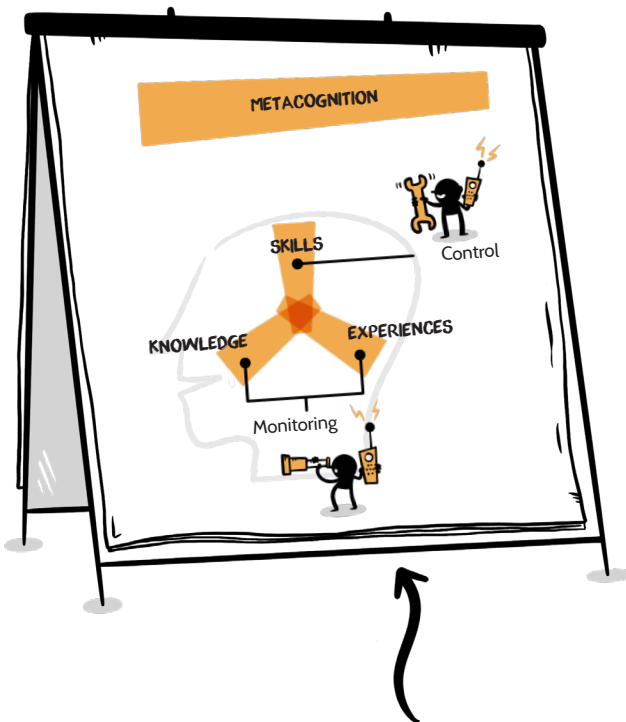 METACOGNITION
SKILLS
Control
KNOWLEDGE
EXPERIENCES
Monitoring